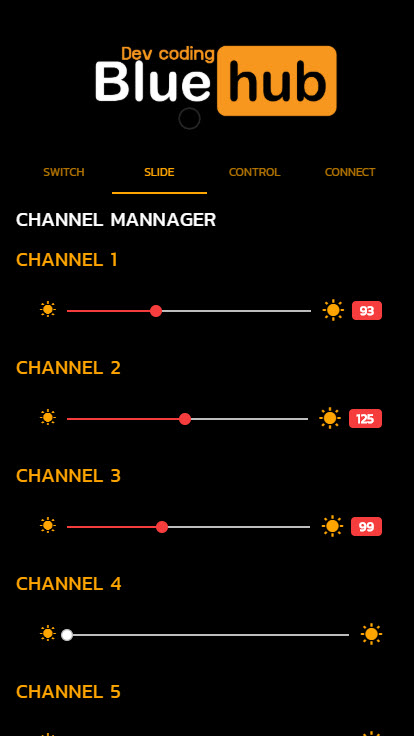 Dev coding
Blue hub
SWITCH SLIDE CONTROL CONNECT
CHANNEL MANNAGER
CHANNEL 1
93
CHANNEL 2
125
CHANNEL 3
99
CHANNEL 4
CHANNEL 5